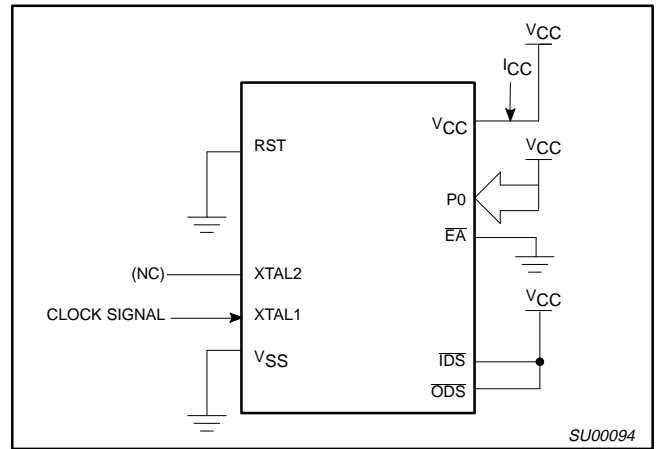 VCC
ICC
VCC
RST
VCC
P0
EA
(NC)
XTAL2
CLOCK SIGNAL
XTAL1
VCC
VSS
IDS
ODS
SU00094